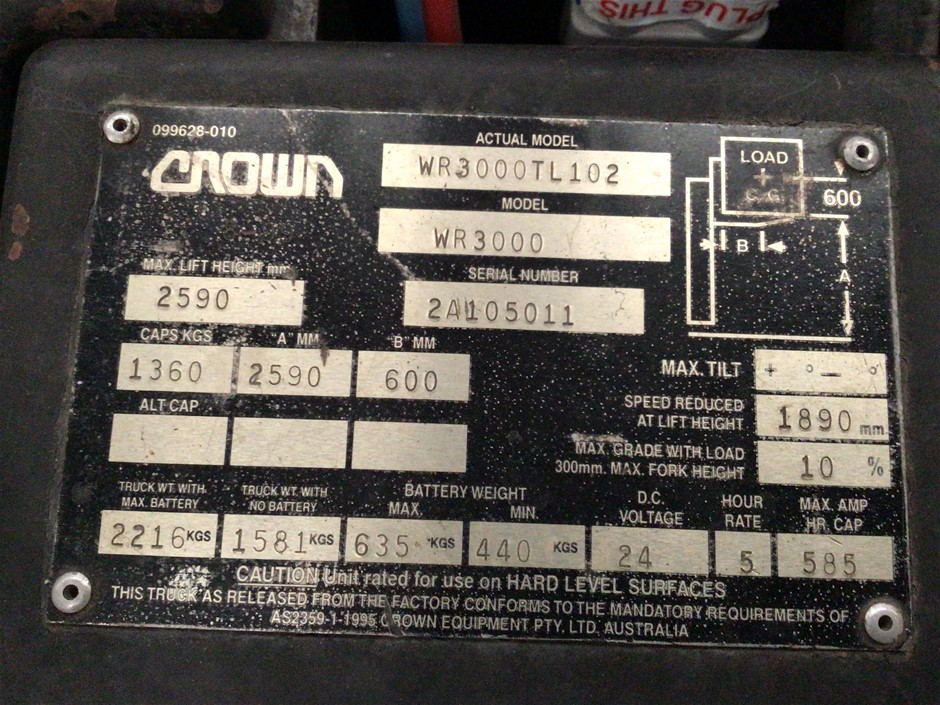 PLUG THIS
099628-010
CROWN
ACTUAL MODEL
WR3000TL102
MODEL
WR3000
SERIAL NUMBER
2A105011
LOAD
+
C.G
600
B
A
MAX. LIFT HEIGHT mm
2590
CAPS KGS "A" MM "B" MM
1360 2590 600
ALT CAP
MAX. TILT + ° – °
SPEED REDUCED
AT LIFT HEIGHT 1890 mm
MAX. GRADE WITH LOAD
300mm. MAX. FORK HEIGHT 10 %
TRUCK WT. WITH
MAX. BATTERY
2216 KGS
TRUCK WT. WITH
NO BATTERY
1581 KGS
BATTERY WEIGHT
MAX. MIN.
635 KGS 440 KGS
D.C.
VOLTAGE
24
HOUR
RATE
5
MAX. AMP
HR. CAP
585
CAUTION Unit rated for use on HARD LEVEL SURFACES
THIS TRUCK AS RELEASED FROM THE FACTORY CONFORMS TO THE MANDATORY REQUIREMENTS OF
AS2359-1-1995 CROWN EQUIPMENT PTY. LTD. AUSTRALIA